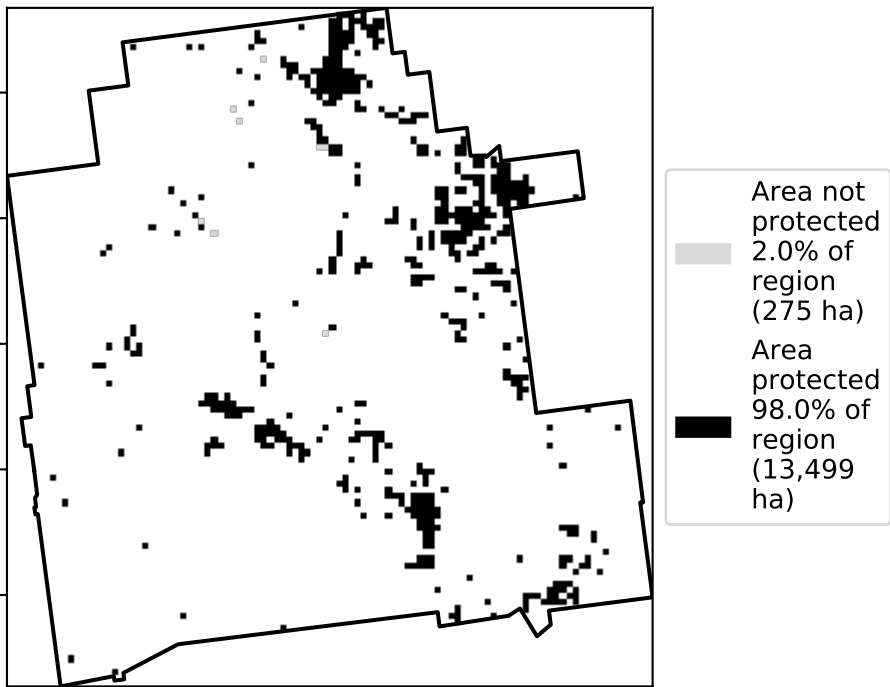 Area not
protected
2.0% of
region
(275 ha)
Area
protected
98.0% of
region
(13,499
ha)